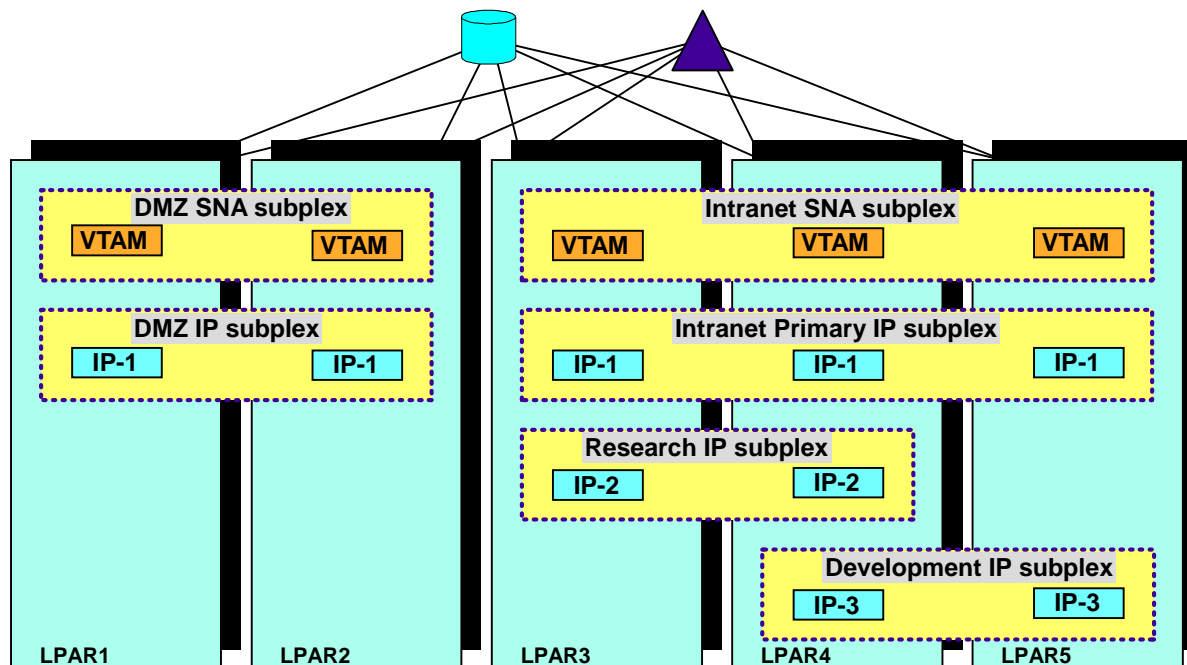 DMZ SNA subplex
Intranet SNA subplex
VTAM
VTAM
VTAM
VTAM
VTAM
DMZ IP subplex
Intranet Primary IP subplex
IP-1
IP-1
IP-1
IP-1
IP-1
Research IP subplex
IP-2
IP-2
Development IP subplex
IP-3
IP-3
LPAR1
LPAR2
LPAR3
LPAR4
LPAR5